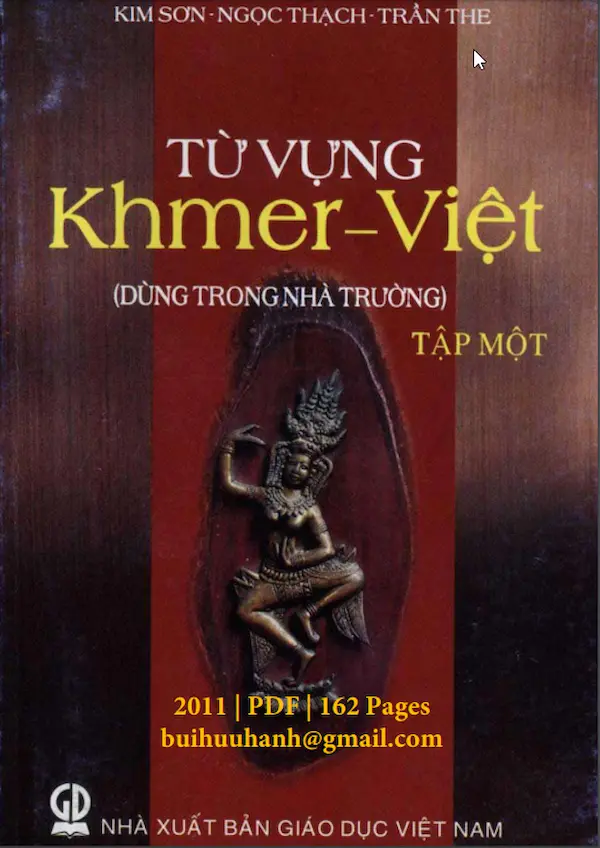 KIM SƠN - NGỌC THẠCH - TRẦN THE
TỪ VỰNG
Khmer - Việt
(DÙNG TRONG NHÀ TRƯỜNG)
TẬP MỘT
2011 | PDF | 162 Pages
buihuuhanh@gmail.com
GD
NHÀ XUẤT BẢN GIÁO DỤC VIỆT NAM